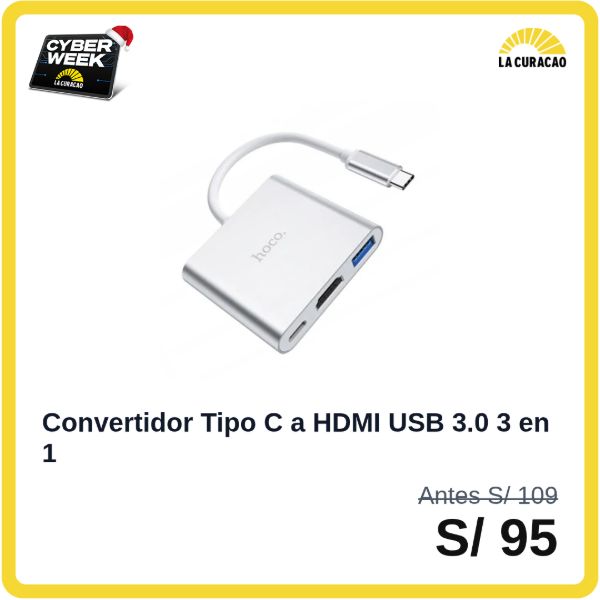 CYBER
WEEK
LA CURACAO
LA CURACAO
hoco.
Convertidor Tipo C a HDMI USB 3.0 3 en
1
Antes S/ 109
S/ 95